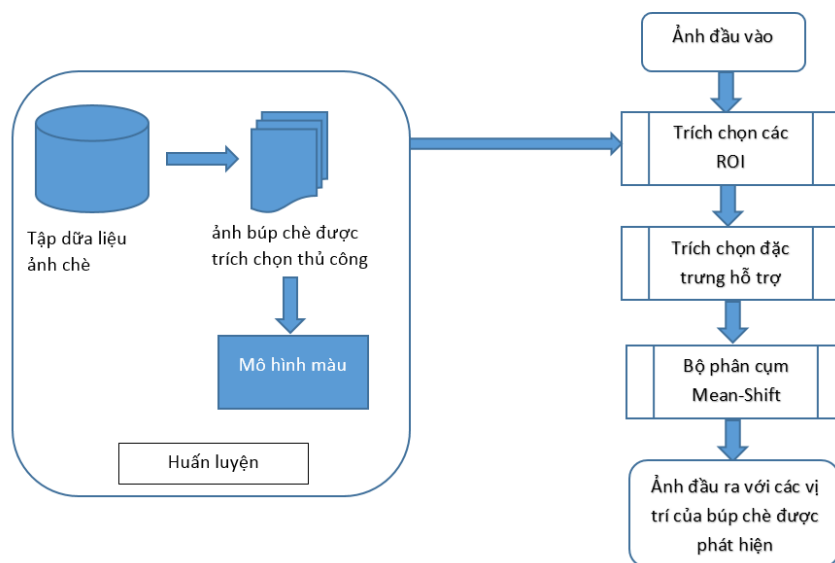 Ảnh đầu vào
Trích chọn các
ROI
Tập dữa liệu
ảnh chè
ảnh búp chè được
trích chọn thủ công
Trích chọn đặc
trưng hỗ trợ
Mô hình màu
Bộ phân cụm
Mean-Shift
Huấn luyện
Ảnh đầu ra với các vị
trí của búp chè được
phát hiện